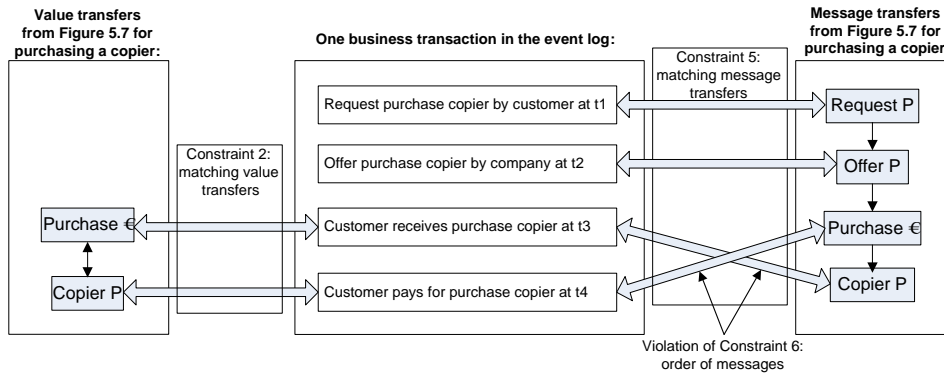 Value transfers
from Figure 5.7 for
purchasing a copier:
One business transaction in the event log:
Message transfers
from Figure 5.7 for
purchasing a copier
Constraint 5:
matching message
transfers
Request purchase copier by customer at t1
Request P
Constraint 2:
matching value
transfers
Offer purchase copier by company at t2
Offer P
Purchase €
Customer receives purchase copier at t3
Purchase €
Copier P
Customer pays for purchase copier at t4
Copier P
Violation of Constraint 6:
order of messages